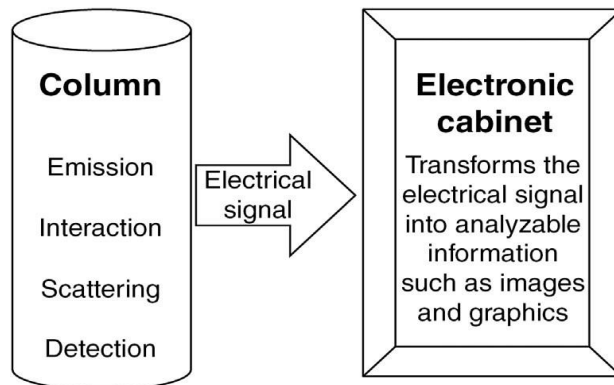 Column
Emission
Interaction
Scattering
Detection
Electrical
signal
Electronic
cabinet
Transforms the
electrical signal
into analyzable
information
such as images
and graphics